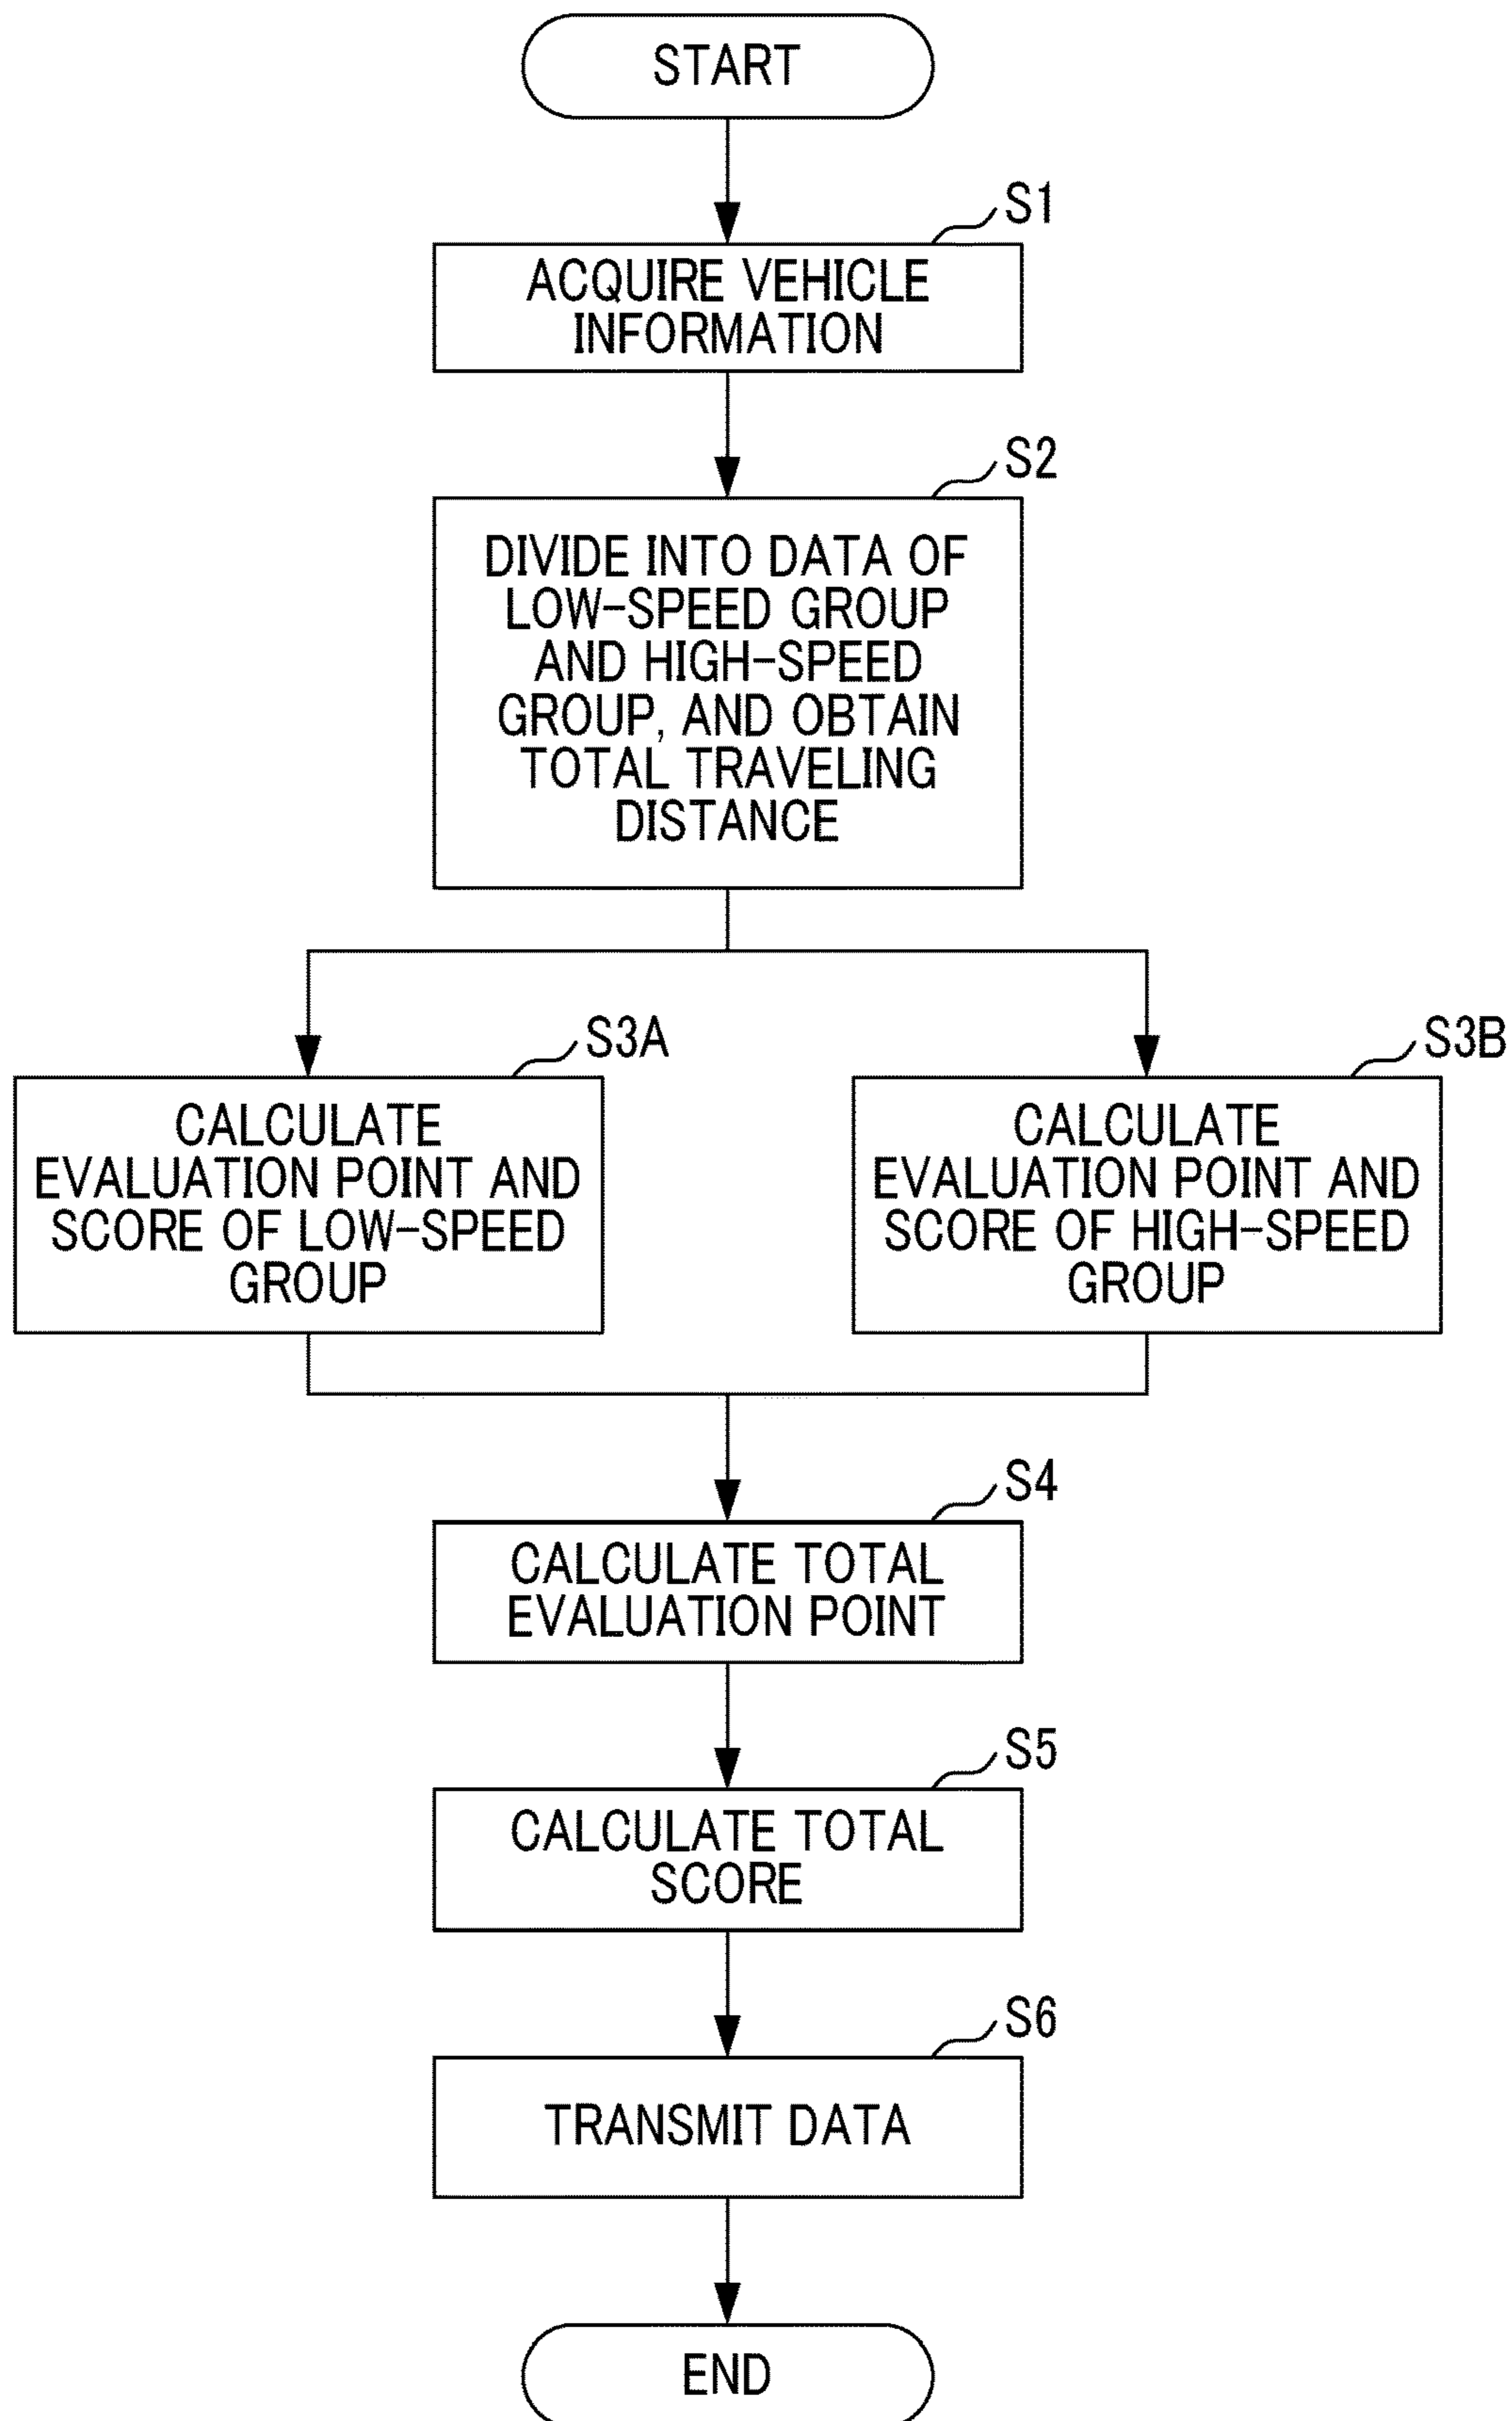 START
S1
ACQUIRE VEHICLE
INFORMATION
S2
DIVIDE INTO DATA OF
LOW-SPEED GROUP
AND HIGH-SPEED
GROUP, AND OBTAIN
TOTAL TRAVELING
DISTANCE
S3A
CALCULATE
EVALUATION POINT AND
SCORE OF LOW-SPEED
GROUP
S3B
CALCULATE
EVALUATION POINT AND
SCORE OF HIGH-SPEED
GROUP
S4
CALCULATE TOTAL
EVALUATION POINT
S5
CALCULATE TOTAL
SCORE
S6
TRANSMIT DATA
END